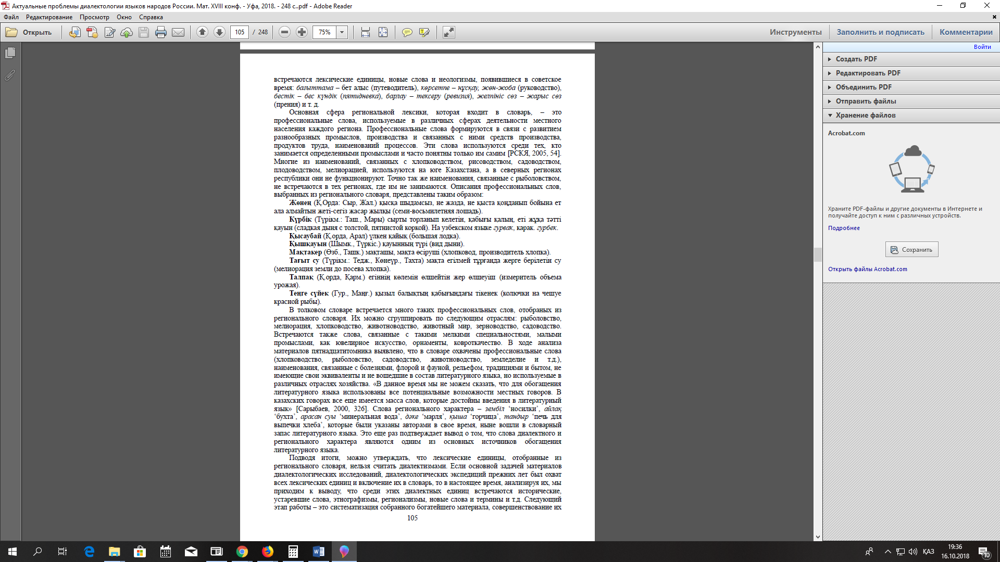 Актуальные проблемы диалектологии языков народов России. Мат. XVIII конф. - Уфа, 2018. - 248 с..pdf - Adobe Reader
Файл Редактирование Просмотр Окно Справка
Открыть 105 / 248 75% Инструменты Заполнить и подписать Комментарии
Войти
Создать PDF
Редактировать PDF
Объединить PDF
Отправить файлы
Хранение файлов
Acrobat.com
Храните PDF-файлы и другие документы в Интернете и
получайте доступ к ним с различных устройств.
Подробнее
Сохранить
Открыть файлы Acrobat.com
встречаются лексические единицы, новые слова и неологизмы, появившиеся в советское
время: бағыттама – бет алыс (путеводитель), көрсетпе – нұсқау, жөн-жоба (руководство),
бестік – бес күндік (пятидневка), барлау – тексеру (ревизия), желпініс сөз – жарыс сөз
(прения) и т. д.
Основная сфера региональной лексики, которая входит в словарь, – это
профессиональные слова, используемые в различных сферах деятельности местного
населения каждого региона. Профессиональные слова формируются в связи с развитием
разнообразных промыслов, производства и связанных с ними средств производства,
продуктов труда, наименований процессов. Эти слова используются среди тех, кто
занимается определенными промыслами и часто понятны только им самим [РСКЯ, 2005, 54].
Многие из наименований, связанных с хлопководством, рисоводством, садоводством,
плодоводством, мелиорацией, используются на юге Казахстана, а в северных регионах
республики они не функционируют. Точно так же наименования, связанные с рыболовством,
не встречаются в тех регионах, где им не занимаются. Описания профессиональных слов,
выбранных из регионального словаря, представлены таким образом:
Жөнең (Қ.Орда: Сыр, Жал.) қысқа шыдамсыз, не жазда, не қыста қоңданып бойына ет
ала алмайтын жеті-сегіз жасар жылқы (семи-восьмилетняя лошадь).
Күрбік (Түрікм.: Таш., Мары) сырты торланып келетін, қабығы қалың, еті жұқа тәтті
қауын (сладкая дыня с толстой, пятнистой коркой). На узбекском языке гурвак, карак. гурбек.
Қысаубай (Қ.орда, Арал) үлкен қайық (большая лодка).
Қышқауын (Шымк., Түркіс.) қауынның түрі (вид дыни).
Мақтакер (Өзб., Ташк.) мақташы, мақта өсіруші (хлопковод, производитель хлопка).
Тағыт су (Түрікм.: Тедж., Көнеүр., Тахта) мақта егілмей тұрғанда жерге берілетін су
(мелиорация земли до посева хлопка).
Талпақ (Қ.орда, Қарм.) егіннің көлемін өлшейтін жер өлшеуіш (измеритель объема
урожая).
Теңге сүйек (Гур., Маңғ.) қызыл балықтың қабығындағы тікенек (колючки на чешуе
красной рыбы).
В толковом словаре встречается много таких профессиональных слов, отобраных из
регионального словаря. Их можно сгруппировать по следующим отраслям: рыболовство,
мелиорация, хлопководство, животноводство, животный мир, зерноводство, садоводство.
Встречаются также слова, связанные с такими мелкими специальностями, малыми
промыслами, как ювелирное искусство, орнаменты, ковроткачество. В ходе анализа
материалов пятнадцатитомника выявлено, что в словаре охвачены профессиональные слова
(хлопководство, рыболовство, садоводство, животноводство, земледелие и т.д.),
наименования, связанные с болезнями, флорой и фауной, рельефом, традициями и бытом, не
имеющие свои эквиваленты и не вошедшие в состав литературного языка, но используемые в
различных отраслях хозяйства. «В данное время мы не можем сказать, что для обогащения
литературного языка использованы все потенциальные возможности местных говоров. В
казахских говорах все еще имеется масса слов, которые достойны введения в литературный
язык» [Сарыбаев, 2000, 326]. Слова регионального характера – зембіл ‘носилки’, айлақ
‘бухта’, арасан суы ‘минеральная вода’, дәке ‘марля’, қыша ‘горчица’, тандыр ‘печь для
выпечки хлеба’, которые были указаны авторами в свое время, ныне вошли в словарный
запас литературного языка. Это еще раз подтверждает вывод о том, что слова диалектного и
регионального характера являются одним из основных источников обогащения
литературного языка.
Подводя итоги, можно утверждать, что лексические единицы, отобранные из
регионального словаря, нельзя считать диалектизмами. Если основной задачей материалов
диалектологических исследований, диалектологических экспедиций прежних лет был охват
всех лексических единиц и включение их в словарь, то в настоящее время, анализируя их, мы
приходим к выводу, что среди этих диалектных единиц встречаются исторические,
устаревшие слова, этнографизмы, регионализмы, новые слова и термины и т.д. Следующий
этап работы – это систематизация собранного богатейшего материала, совершенствование их
105
ҚАЗ
19:36
16.10.2018
10